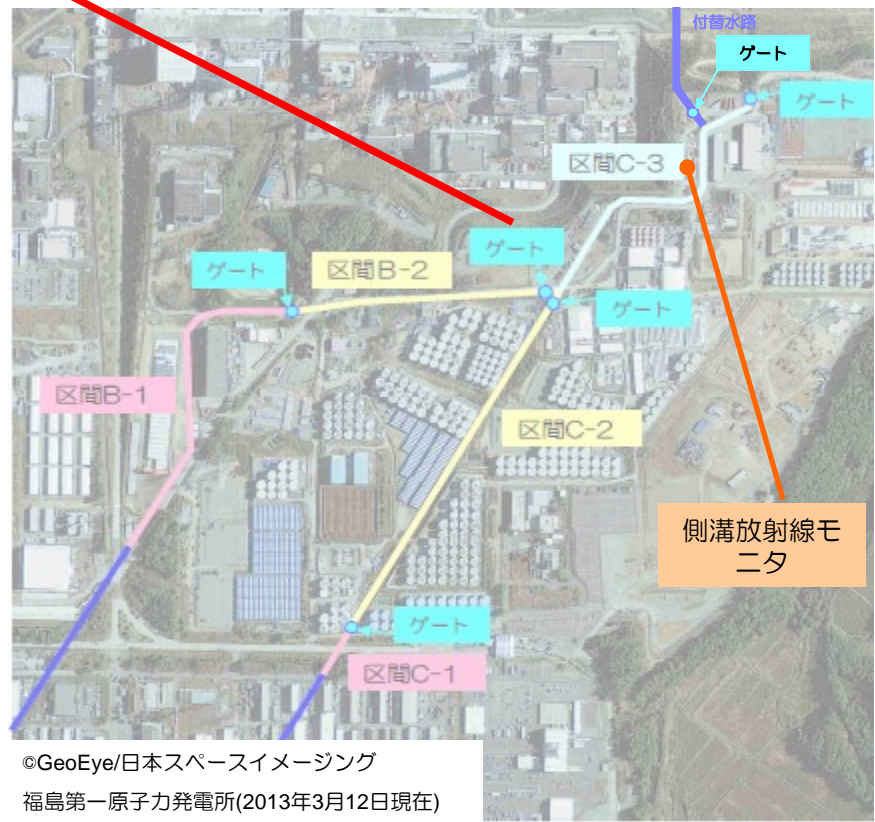 付替水路
ゲート
ゲート
区間C-3
ゲート
区間B-2
ゲート
ゲート
区間B-1
区間C-2
側溝放射線モ
ニタ
ゲート
区間C-1
©GeoEye/日本スペースイメージング
福島第一原子力発電所(2013年3月12日現在)